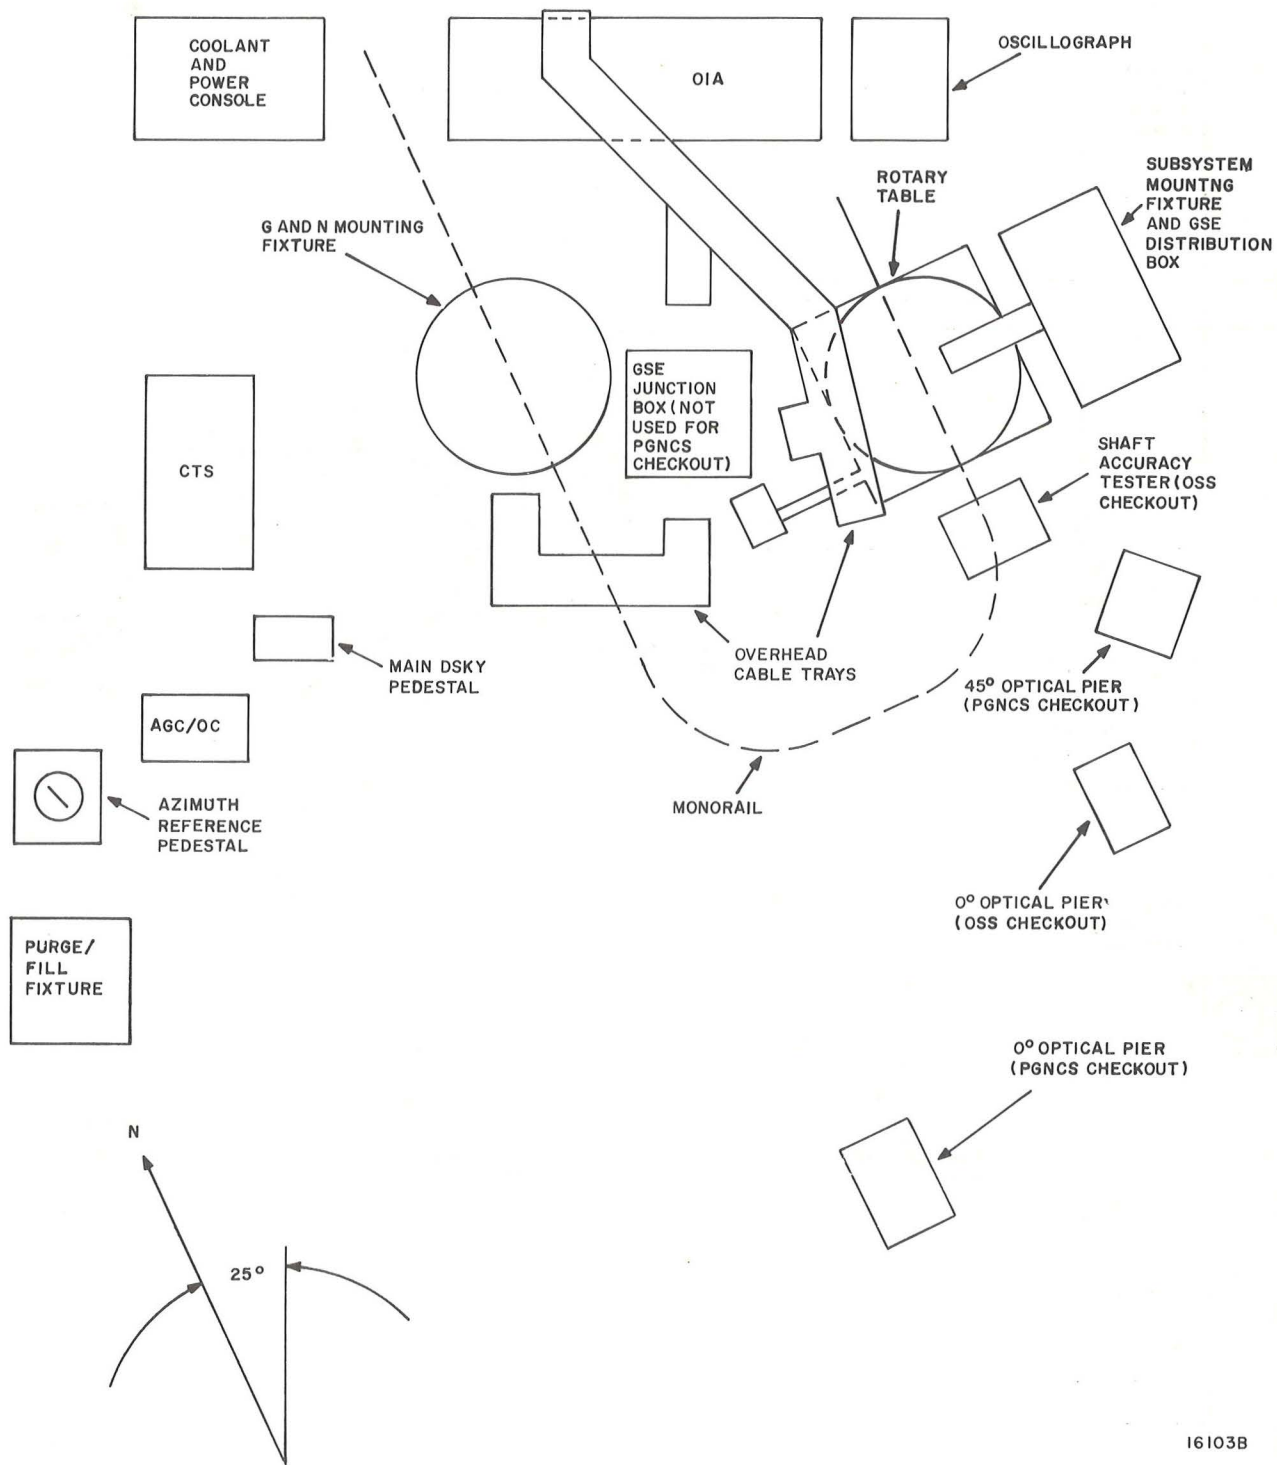 COOLANT
AND
POWER
CONSOLE
OIA
OSCILLOGRAPH
ROTARY
TABLE
SUBSYSTEM
MOUNTNG
FIXTURE
AND GSE
DISTRIBUTION
BOX
G AND N MOUNTING
FIXTURE
GSE
JUNCTION
BOX (NOT
USED FOR
PGNCS
CHECKOUT)
CTS
SHAFT
ACCURACY
TESTER (OSS
CHECKOUT)
OVERHEAD
CABLE TRAYS
MAIN DSKY
PEDESTAL
45° OPTICAL PIER
(PGNCS CHECKOUT)
AGC/OC
MONORAIL
AZIMUTH
REFERENCE
PEDESTAL
0° OPTICAL PIER
(OSS CHECKOUT)
PURGE/
FILL
FIXTURE
0° OPTICAL PIER
(PGNCS CHECKOUT)
N
25°
16103B